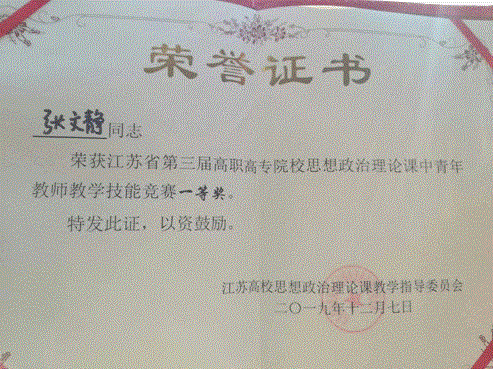 荣誉证书
张文静同志
荣获江苏省第三届高职高专院校思想政治理论课中青年
教师教学技能竞赛一等奖。
特发此证，以资鼓励。
江苏高校思想政治理论课教学指导委员会
二〇一九年十二月七日